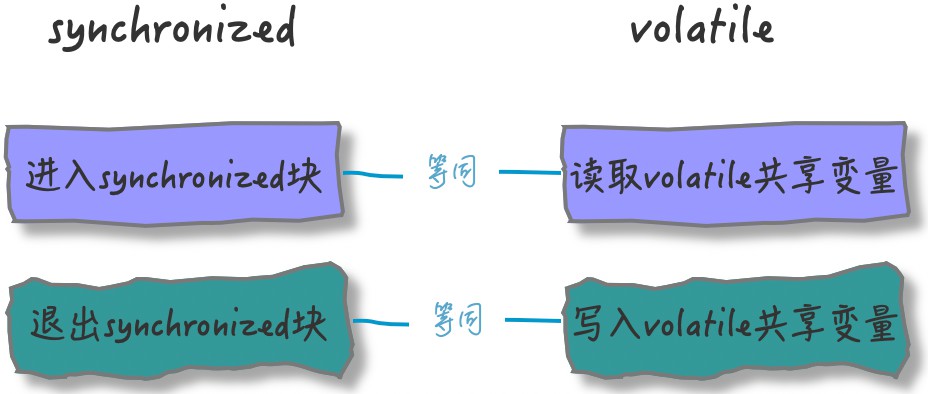 synchronized volatile
进入synchronized块 等同 读取volatile共享变量
退出synchronized块 等同 写入volatile共享变量